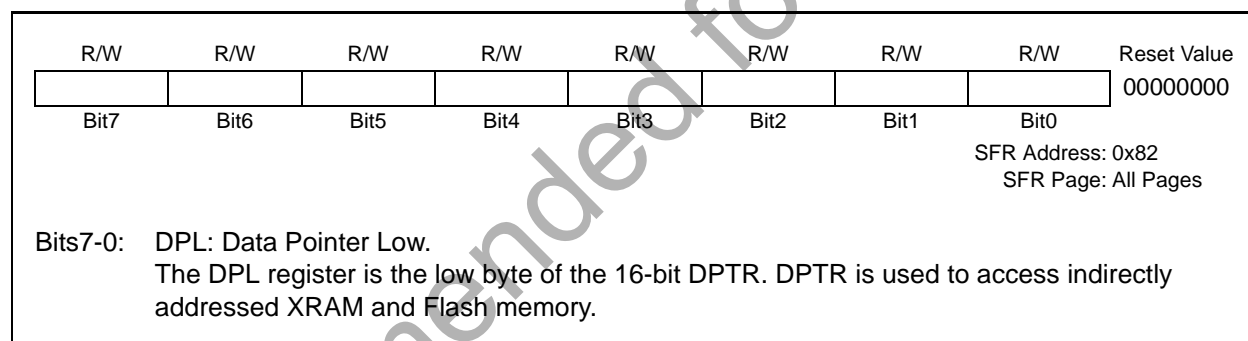 R/W R/W R/W R/W R/W R/W R/W R/W Reset Value
00000000
Bit7 Bit6 Bit5 Bit4 Bit3 Bit2 Bit1 Bit0
SFR Address: 0x82
SFR Page: All Pages
Bits7-0: DPL: Data Pointer Low.
The DPL register is the low byte of the 16-bit DPTR. DPTR is used to access indirectly
addressed XRAM and Flash memory.
mended fo